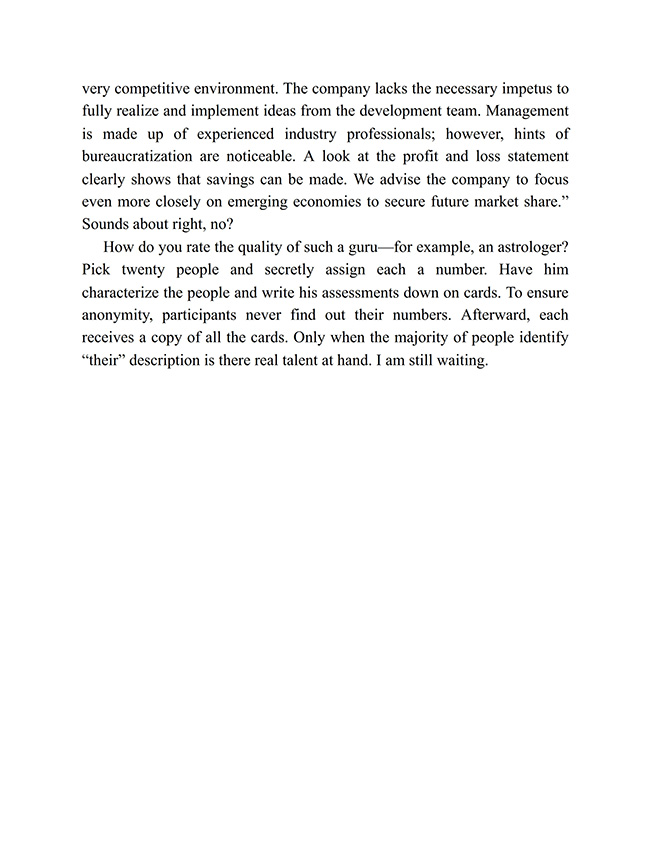 very competitive environment. The company lacks the necessary impetus to
fully realize and implement ideas from the development team. Management
is made up of experienced industry professionals; however, hints of
bureaucratization are noticeable. A look at the profit and loss statement
clearly shows that savings can be made. We advise the company to focus
even more closely on emerging economies to secure future market share.”
Sounds about right, no?
How do you rate the quality of such a guru—for example, an astrologer?
Pick twenty people and secretly assign each a number. Have him
characterize the people and write his assessments down on cards. To ensure
anonymity, participants never find out their numbers. Afterward, each
receives a copy of all the cards. Only when the majority of people identify
“their” description is there real talent at hand. I am still waiting.